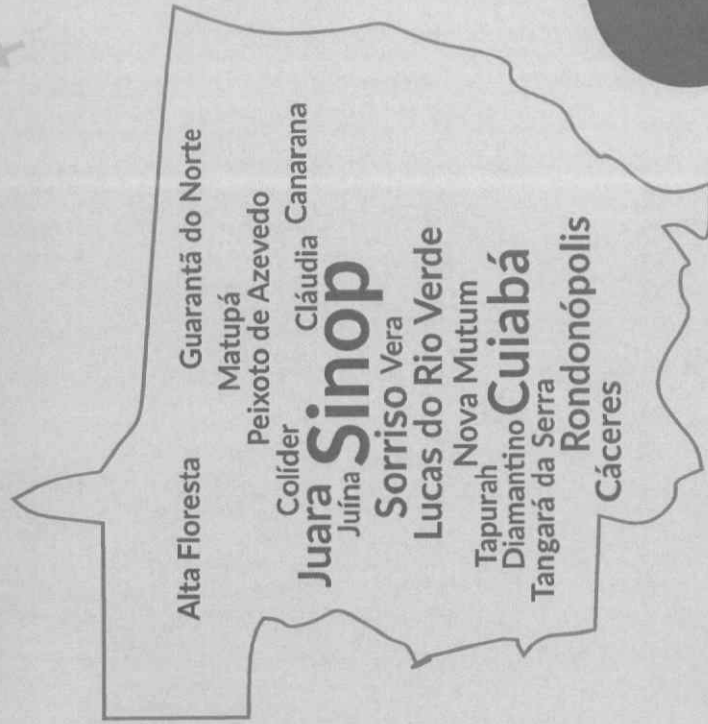 Alta Floresta Guarantã do Norte
Matupá
Peixoto de Azevedo
Colíder
Juara Cláudia Canarana
Juína Sinop
Sorriso Vera
Lucas do Rio Verde
Nova Mutum
Tapurah
Diamantino Cuiabá
Tangará da Serra
Rondonópolis
Cáceres